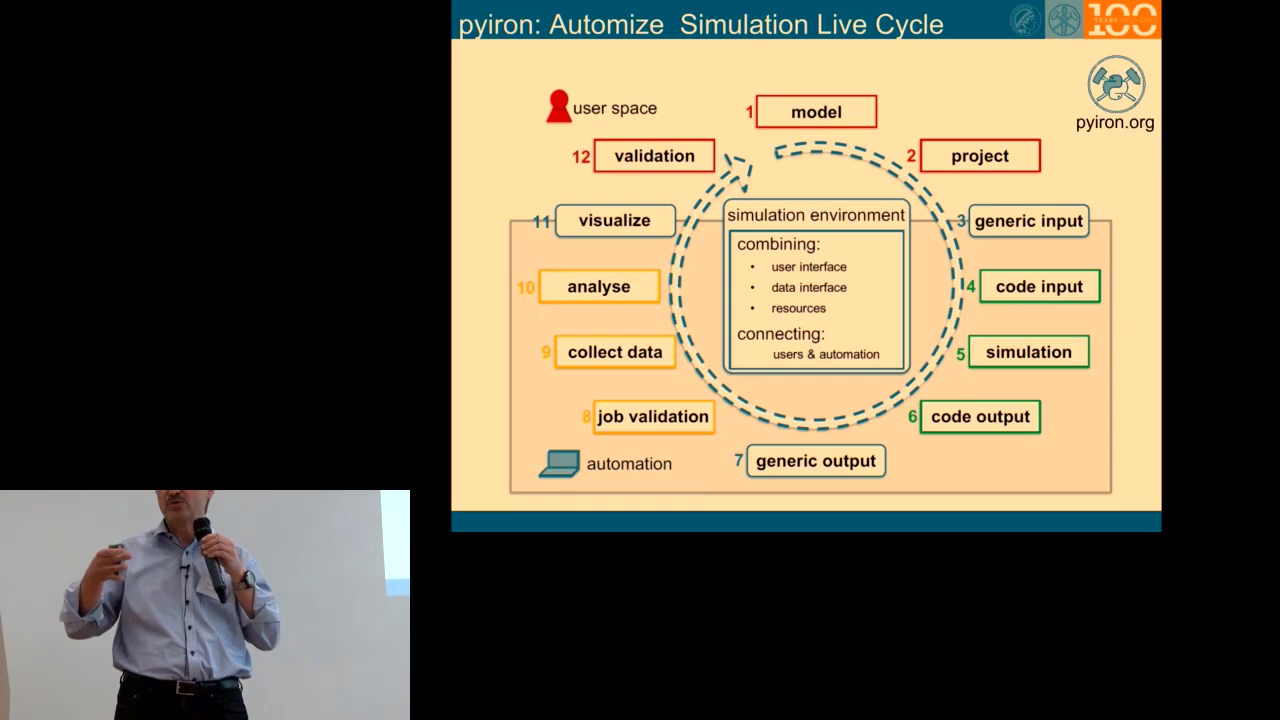 pyiron: Automize Simulation Live Cycle
100
pyiron.org
user space
1 model
12 validation
2 project
11 visualize
3 generic input
10 analyse
4 code input
9 collect data
5 simulation
8 job validation
6 code output
7 generic output
automation
simulation environment
combining:
• user interface
• data interface
• resources
connecting:
users & automation